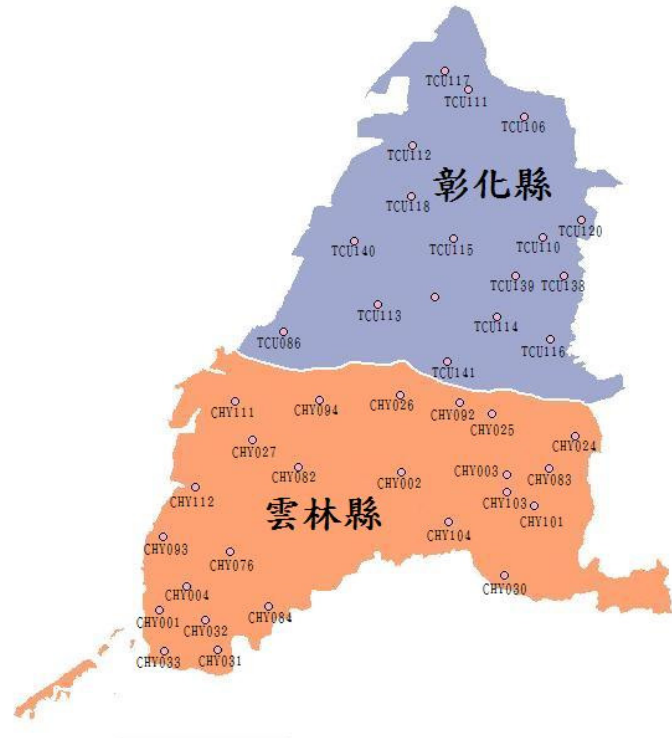 TCU117
TCU111
TCU106
TCU112
彰化縣
TCU118
TCU120
TCU140
TCU115
TCU110
TCU139
TCU138
TCU113
TCU114
TCU086
TCU116
TCU141
CHY111
CHY094
CHY026
CHY092
CHY025
CHY027
CHY024
CHY082
CHY002
CHY003
CHY083
CHY112
雲林縣
CHY103
CHY101
CHY104
CHY093
CHY076
CHY030
CHY004
CHY001
CHY084
CHY032
CHY033
CHY031